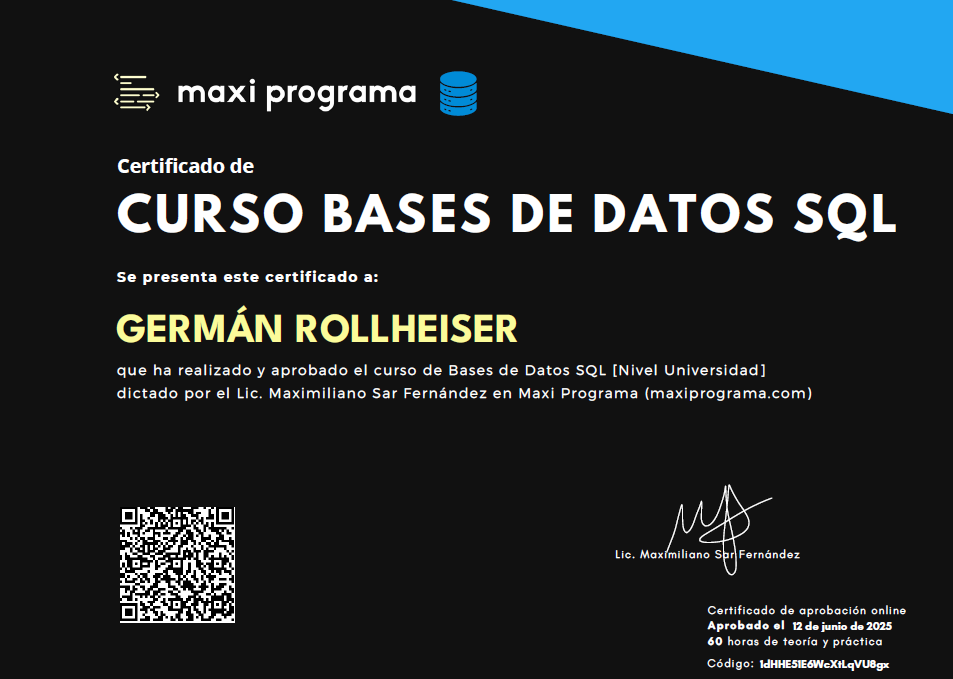 maxi programa
Certificado de
CURSO BASES DE DATOS SQL
Se presenta este certificado a:
GERMÁN ROLLHEISER
que ha realizado y aprobado el curso de Bases de Datos SQL [Nivel Universidad]
dictado por el Lic. Maximiliano Sar Fernández en Maxi Programa (maxiprograma.com)
Lic. Maximiliano Sar Fernández
Certificado de aprobación online
Aprobado el 12 de junio de 2025
60 horas de teoría y práctica
Código: 1dHHE51E6WcXtLqVU8gx